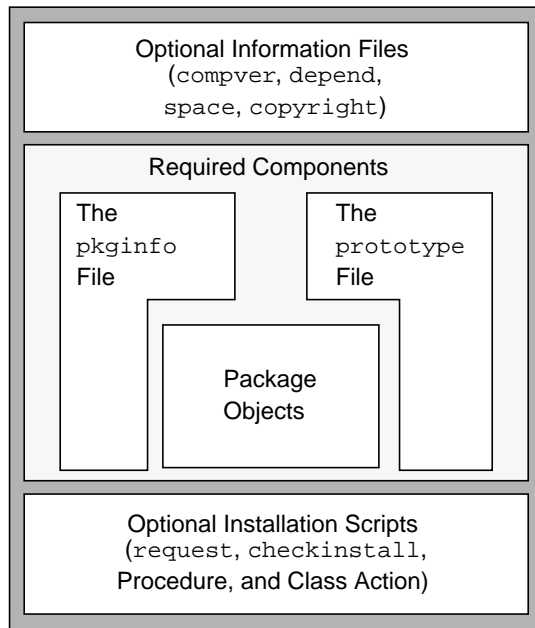 Optional Information Files
(compver, depend,
space, copyright)
Required Components
The
pkginfo
File
The
prototype
File
Package
Objects
Optional Installation Scripts
(request, checkinstall,
Procedure, and Class Action)